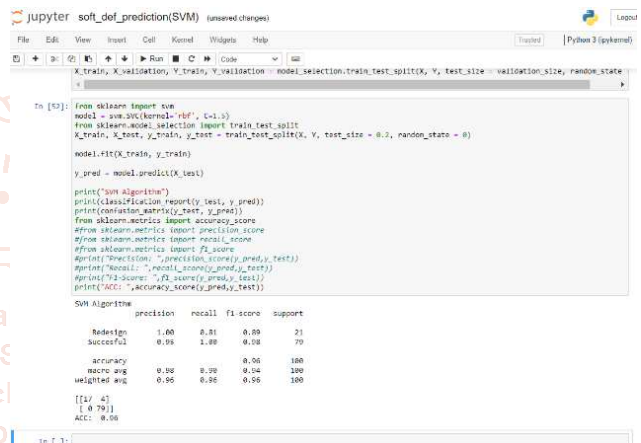 jupyter soft_def_prediction(SVM) (unsaved changes)
Logout
File Edit View Insert Cell Kernel Widgets Help
Trusted Python 3 (ipykernel)
Run Code
X_train, X_validation, Y_train, Y_validation = model_selection.train_test_split(X, Y, test_size = validation_size, random_state
In [52]: from sklearn import svm
model = svm.SVC(kernel='rbf', C=1.5)
from sklearn.model_selection import train_test_split
X_train, X_test, y_train, y_test = train_test_split(X, Y, test_size = 0.2, random_state = 0)
model.fit(X_train, y_train)
y_pred = model.predict(X_test)
print("SVM Algorithm")
print(classification_report(y_test, y_pred))
print(confusion_matrix(y_test, y_pred))
from sklearn.metrics import accuracy_score
#from sklearn.metrics import precision_score
#from sklearn.metrics import recall_score
#from sklearn.metrics import f1_score
#print("Precision: ",precision_score(y_pred,y_test))
#print("Recall: ",recall_score(y_pred,y_test))
#print("F1-Score: ",f1_score(y_pred,y_test))
print("ACC: ",accuracy_score(y_pred,y_test))
SVM Algorithm
precision recall f1-score support
Redesign 1.00 0.81 0.89 21
Succesful 0.95 1.00 0.98 79
accuracy 0.96 100
macro avg 0.98 0.90 0.94 100
weighted avg 0.96 0.96 0.96 100
[[17 4]
[ 0 79]]
ACC: 0.96
In [ ]: